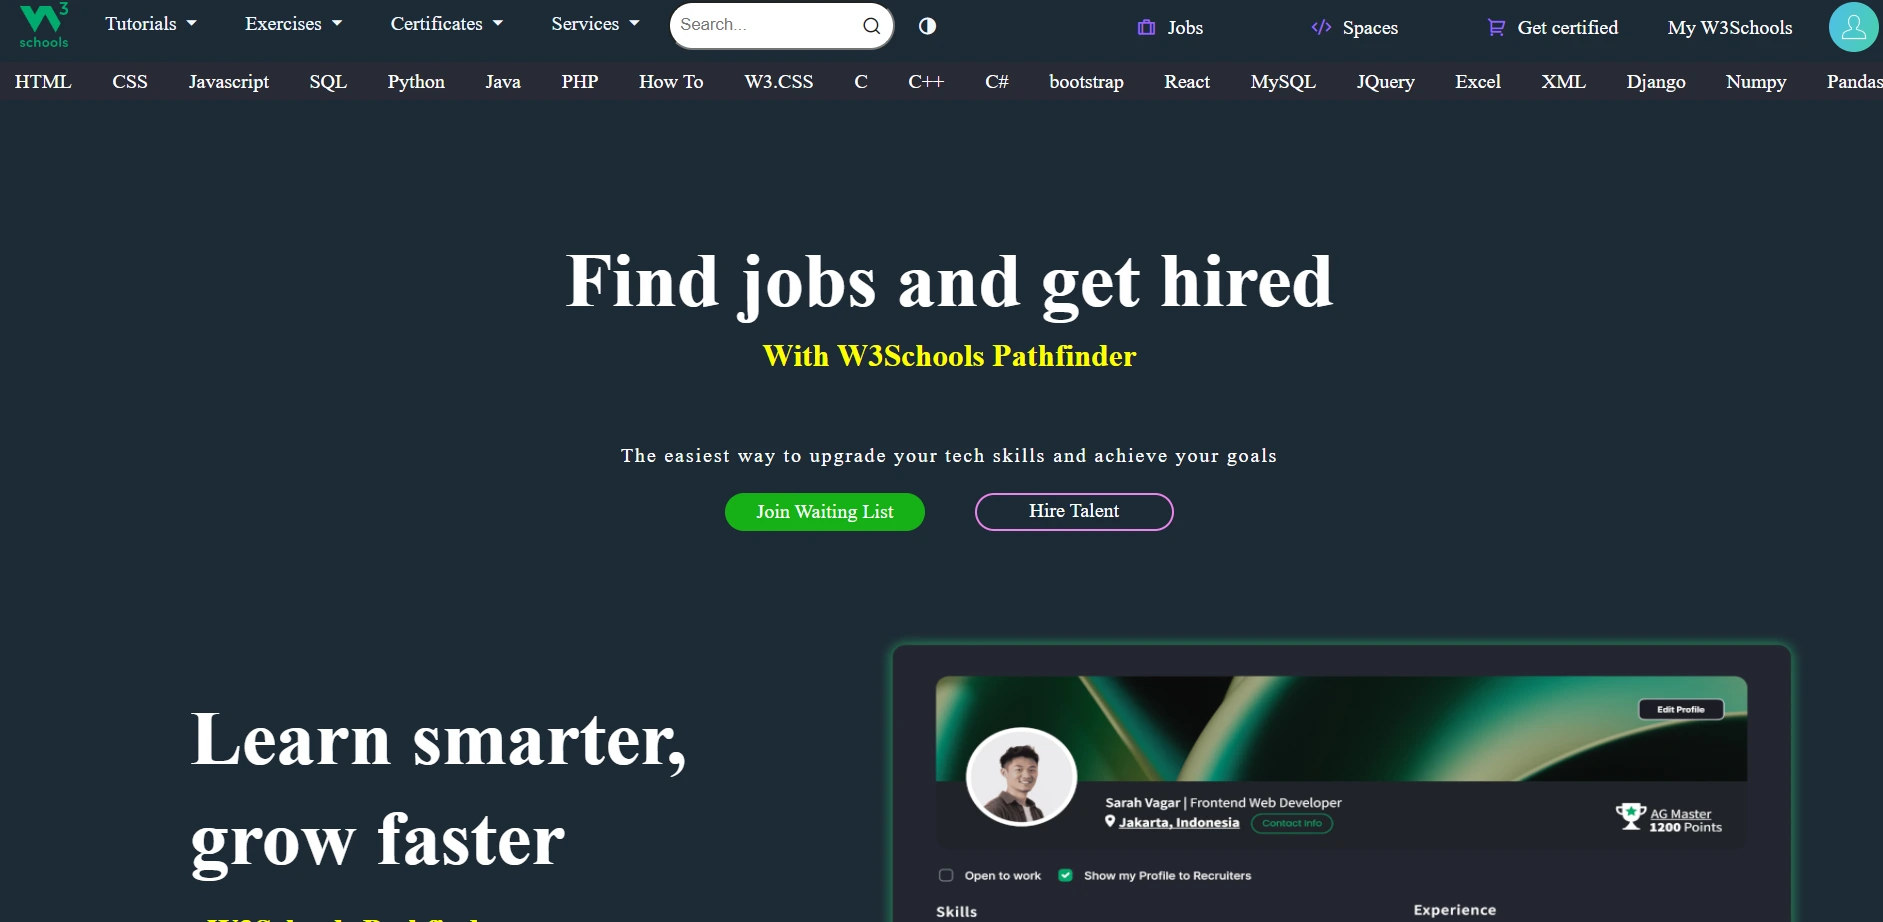 W3 schools
Tutorials Exercises Certificates Services Search... Jobs Spaces Get certified My W3Schools
HTML CSS Javascript SQL Python Java PHP How To W3.CSS C C++ C# bootstrap React MySQL JQuery Excel XML Django Numpy Pandas
Find jobs and get hired
With W3Schools Pathfinder
The easiest way to upgrade your tech skills and achieve your goals
Join Waiting List Hire Talent
Learn smarter,
grow faster
Edit Profile
Sarah Vagar | Frontend Web Developer
Jakarta, Indonesia Contact info
AG Master
1200 Points
Open to work Show my Profile to Recruiters
Skills Experience